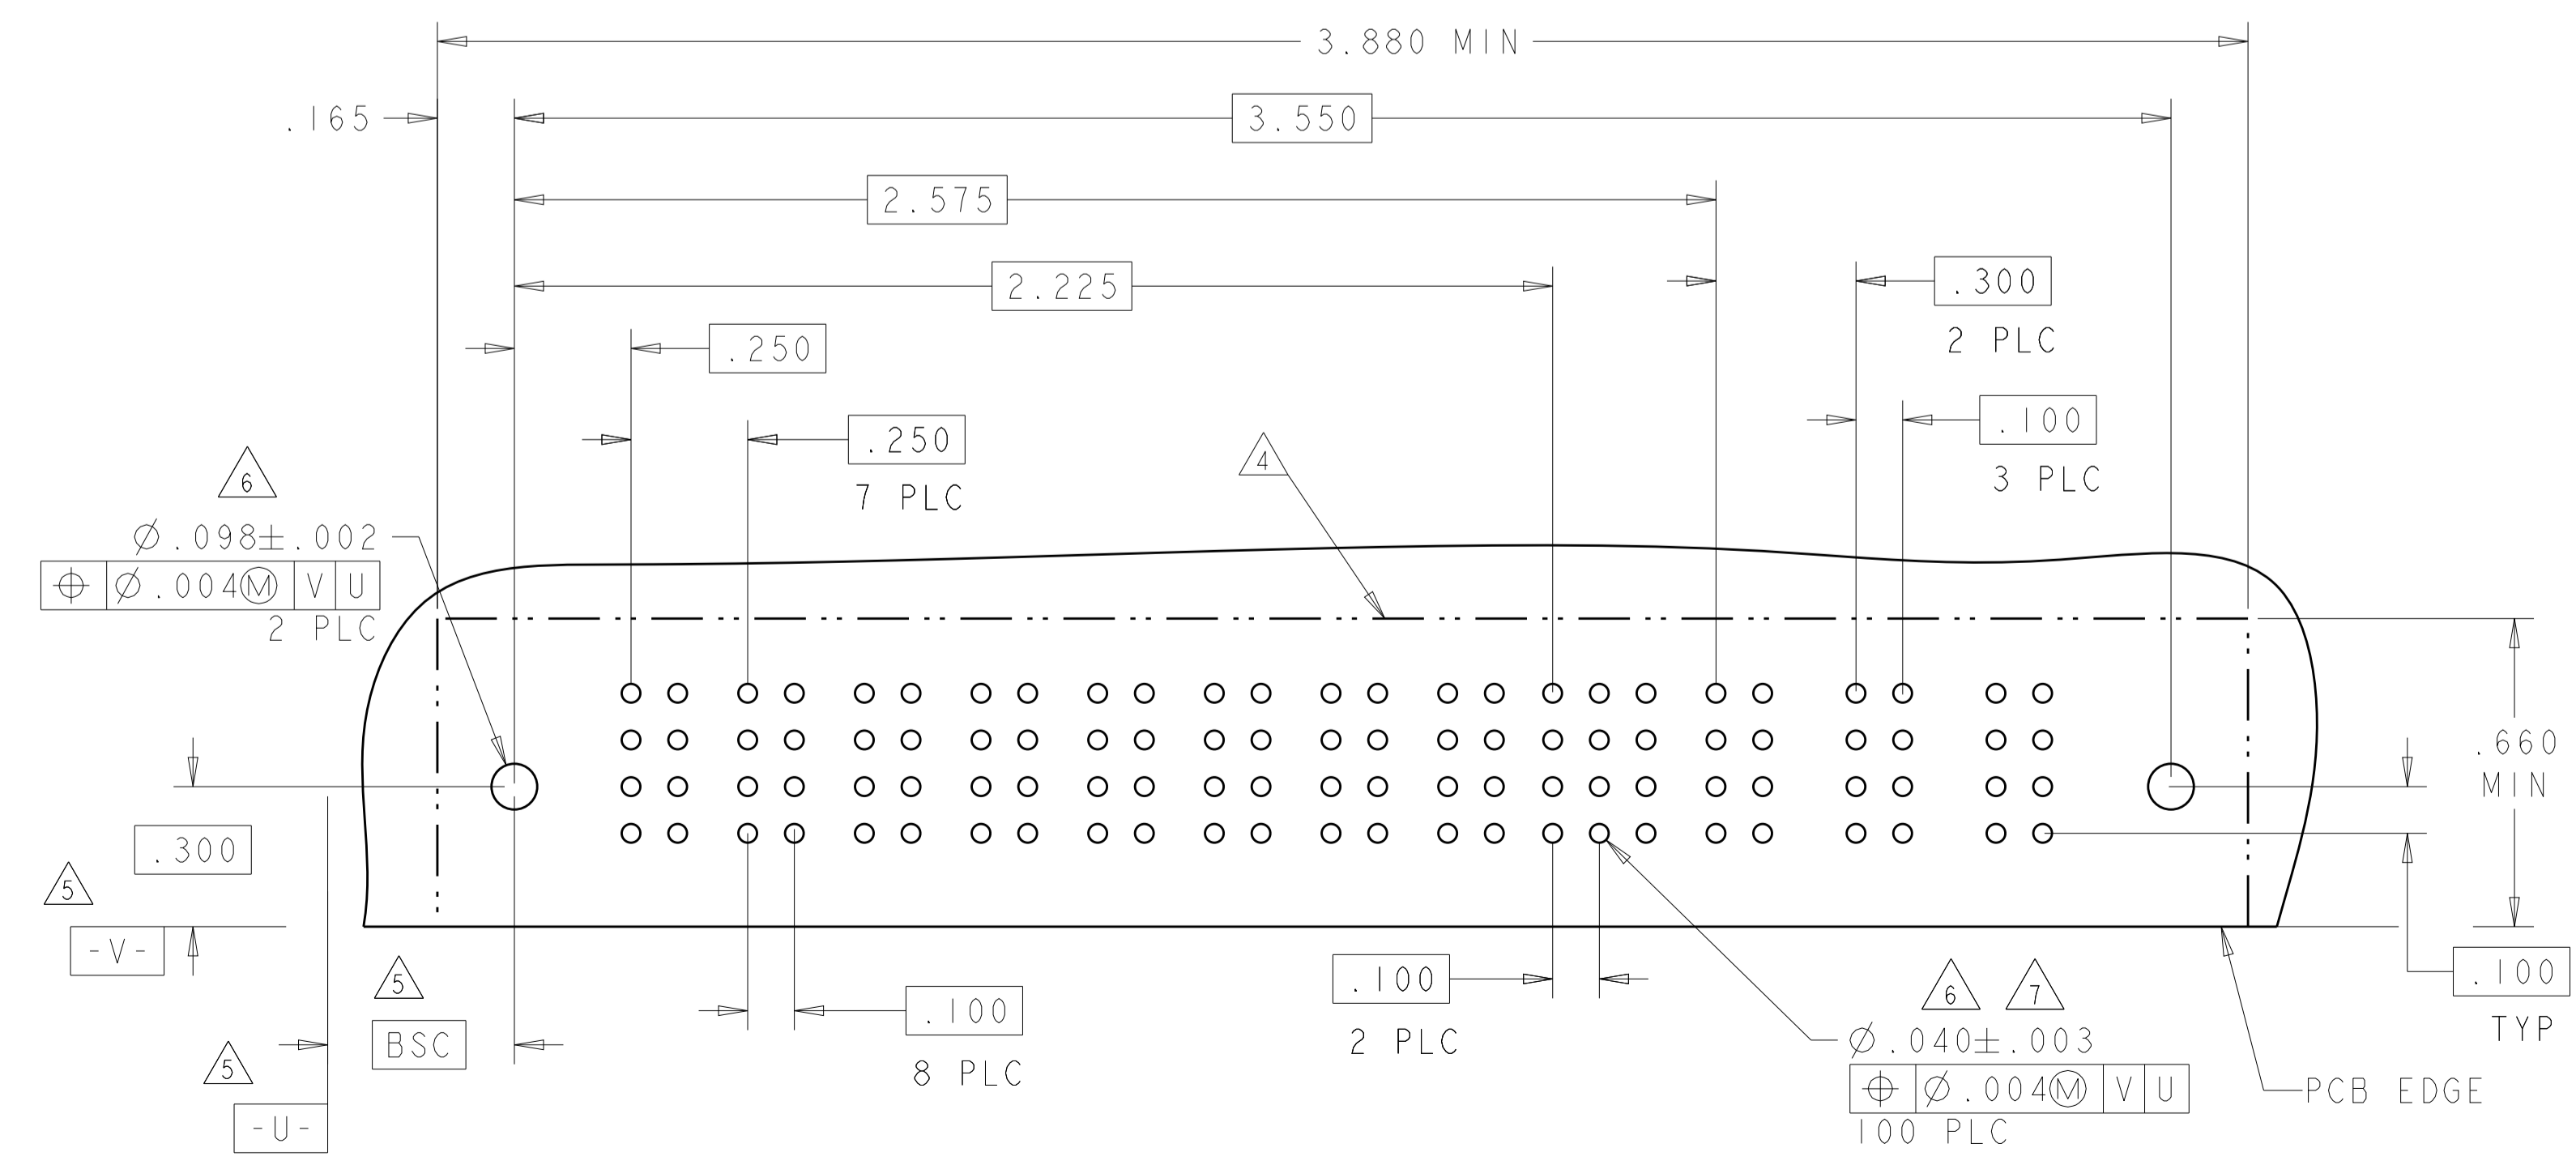 3.880 MIN
.165
3.550
2.575
2.225
.300
2 PLC
.250
.100
3 PLC
.250
7 PLC
4
6
Ø.098±.002
⌖ Ø.004Ⓜ V U
2 PLC
.660
MIN
.300
5
-V-
5
BSC
5
-U-
.100
8 PLC
.100
2 PLC
6 7
Ø.040±.003
⌖ Ø.004Ⓜ V U
100 PLC
.100
TYP
PCB EDGE